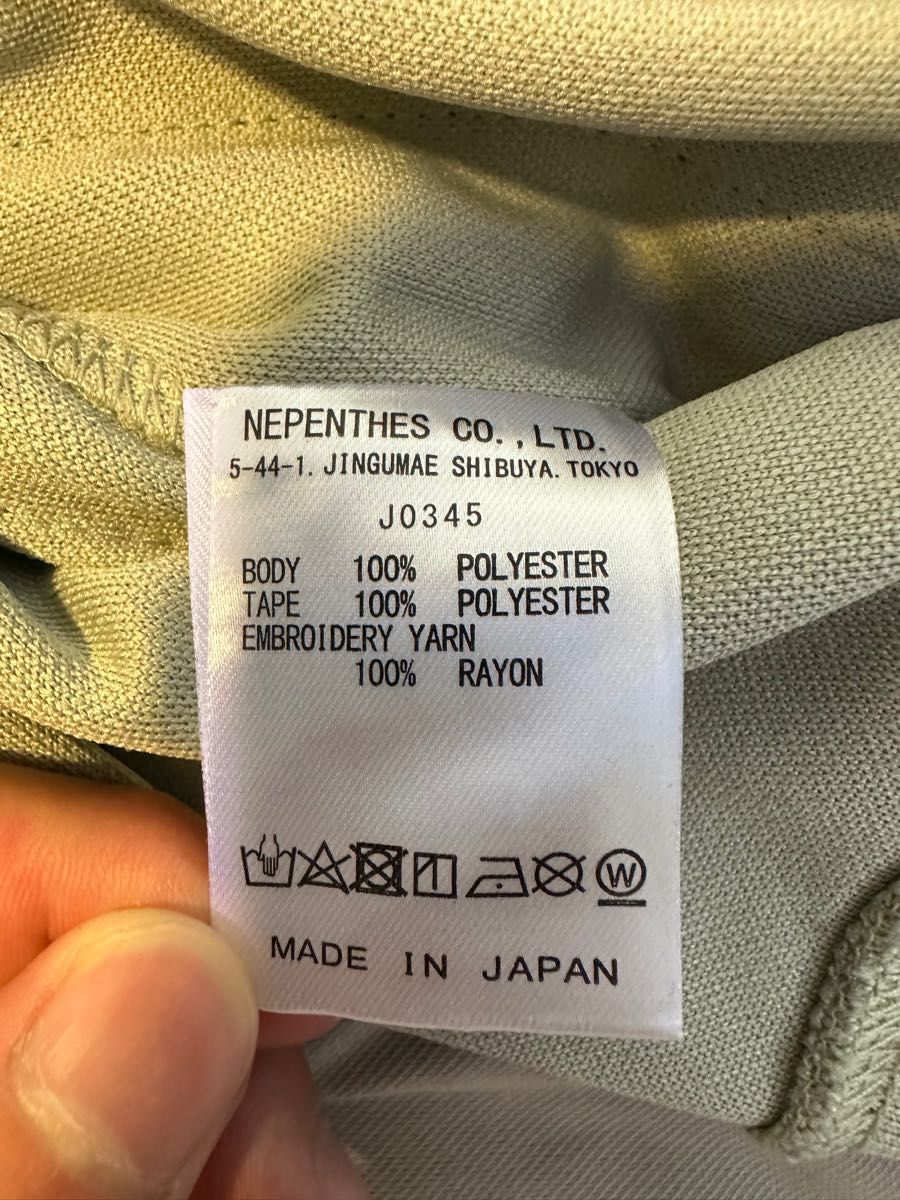 NEPENTHES CO.,LTD.
5-44-1. JINGUMAE SHIBUYA. TOKYO
J0345
BODY 100% POLYESTER
TAPE 100% POLYESTER
EMBROIDERY YARN
100% RAYON
W
MADE IN JAPAN